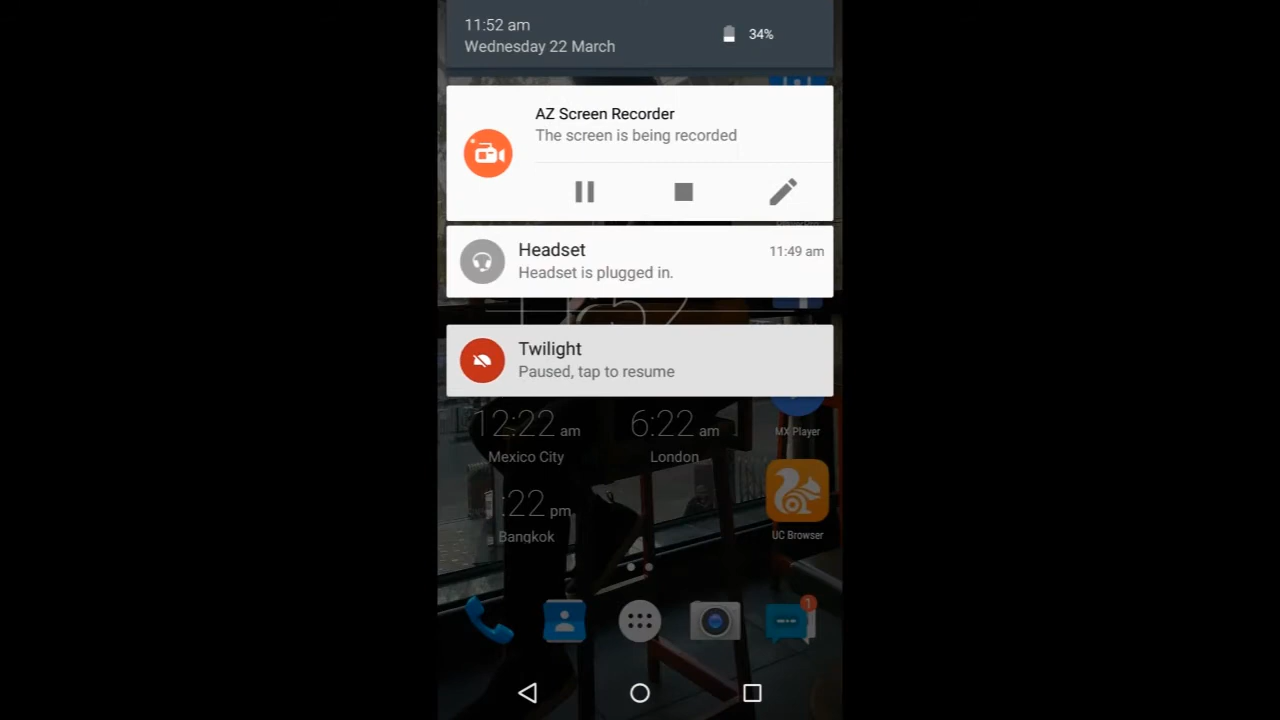 11:52 am
34%
Wednesday 22 March
AZ Screen Recorder
The screen is being recorded
Headset
11:49 am
Headset is plugged in.
Twilight
Paused, tap to resume
12:22 am
6:22 am
MX Player
Mexico City
London
:22 pm
Bangkok
UC Browser
1